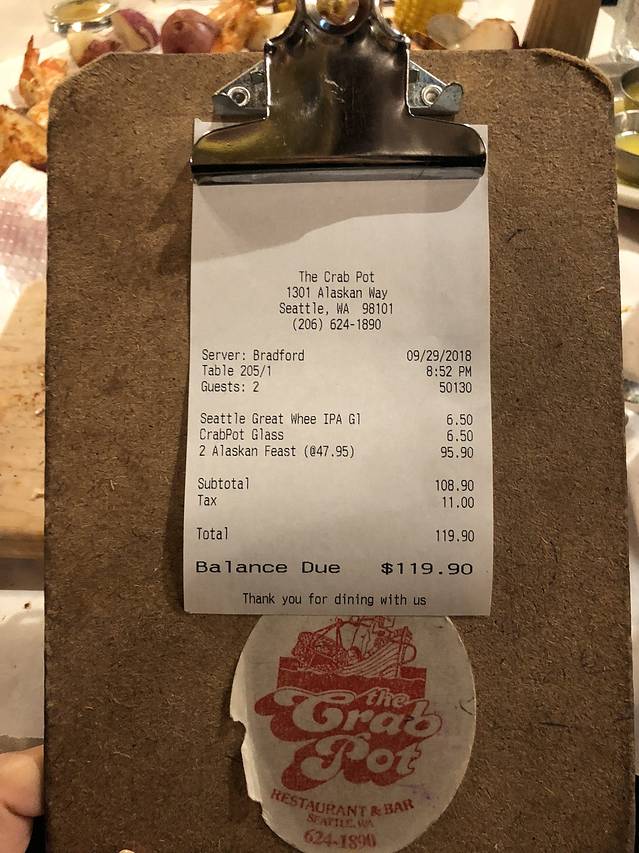 The Crab Pot
1301 Alaskan Way
Seattle, WA 98101
(206) 624-1890
Server: Bradford 09/29/2018
Table 205/1 8:52 PM
Guests: 2 50130
Seattle Great Whee IPA Gl 6.50
CrabPot Glass 6.50
2 Alaskan Feast (@47.95) 95.90
Subtotal 108.90
Tax 11.00
Total 119.90
Balance Due $119.90
Thank you for dining with us
the
Crab
Pot
RESTAURANT & BAR
SEATTLE, WA
624-1890